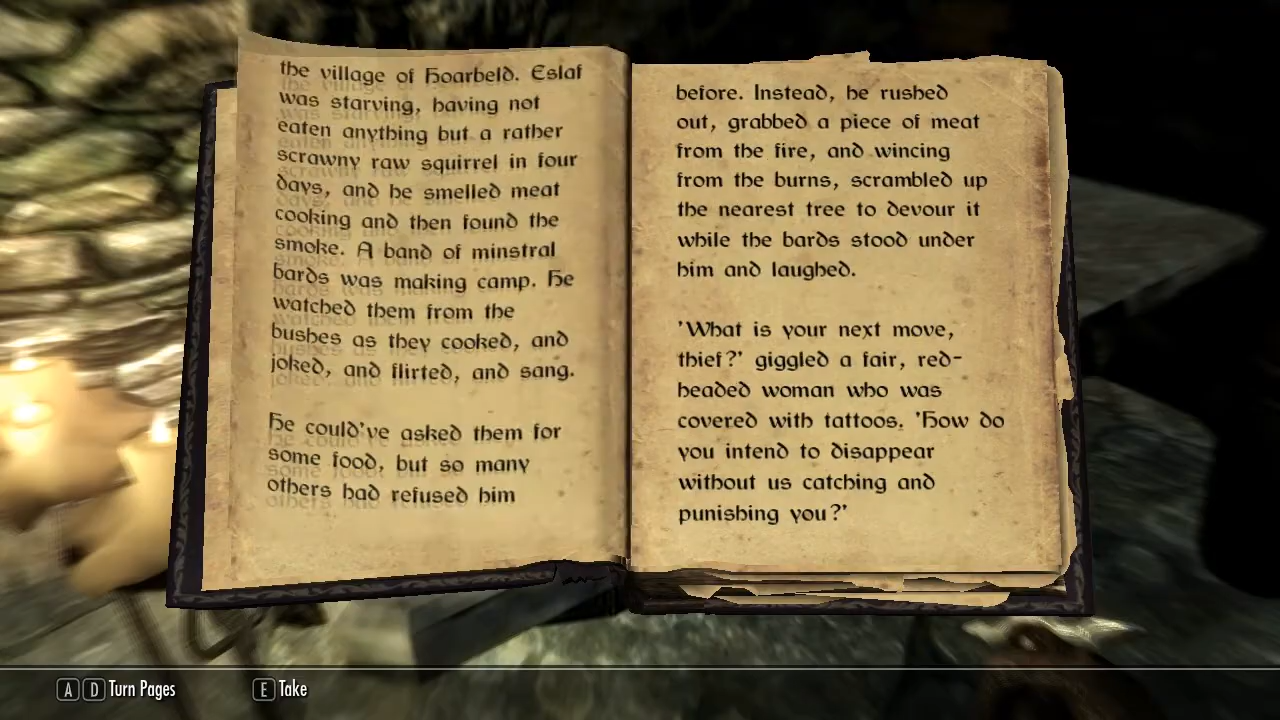 the village of Hoarbeld. Eslaf
was starving, having not
eaten anything but a rather
scrawny raw squirrel in four
days, and he smelled meat
cooking and then found the
smoke. A band of minstral
bards was making camp. He
watched them from the
bushes as they cooked, and
joked, and flirted, and sang.
He could've asked them for
some food, but so many
others had refused him
before. Instead, he rushed
out, grabbed a piece of meat
from the fire, and wincing
from the burns, scrambled up
the nearest tree to devour it
while the bards stood under
him and laughed.
'What is your next move,
thief?' giggled a fair, red-
headed woman who was
covered with tattoos. 'How do
you intend to disappear
without us catching and
punishing you?'
A D Turn Pages
E Take